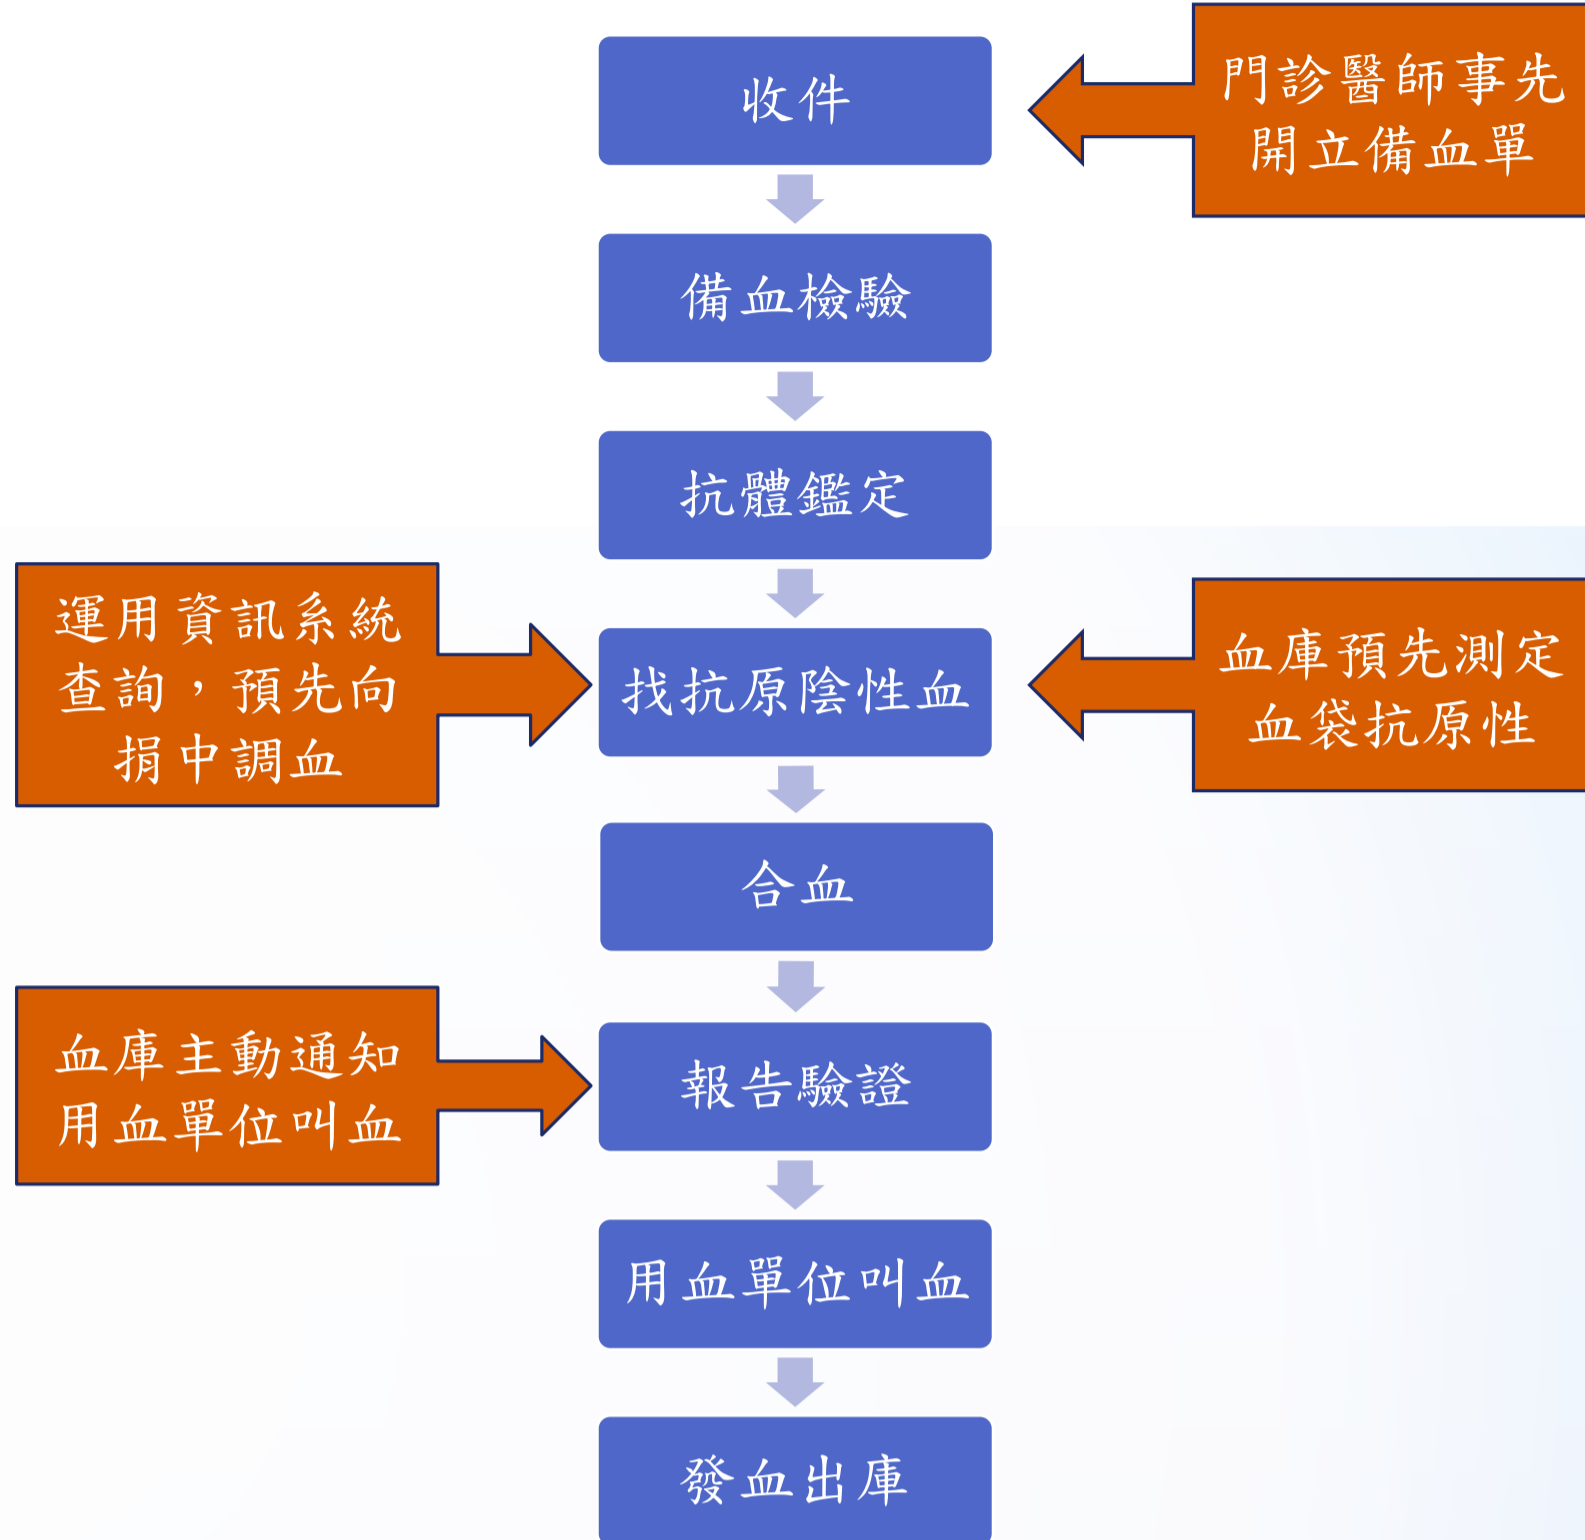 收件
門診醫師事先
開立備血單
備血檢驗
抗體鑑定
運用資訊系統
查詢，預先向
捐中調血
找抗原陰性血
血庫預先測定
血袋抗原性
合血
血庫主動通知
用血單位叫血
報告驗證
用血單位叫血
發血出庫